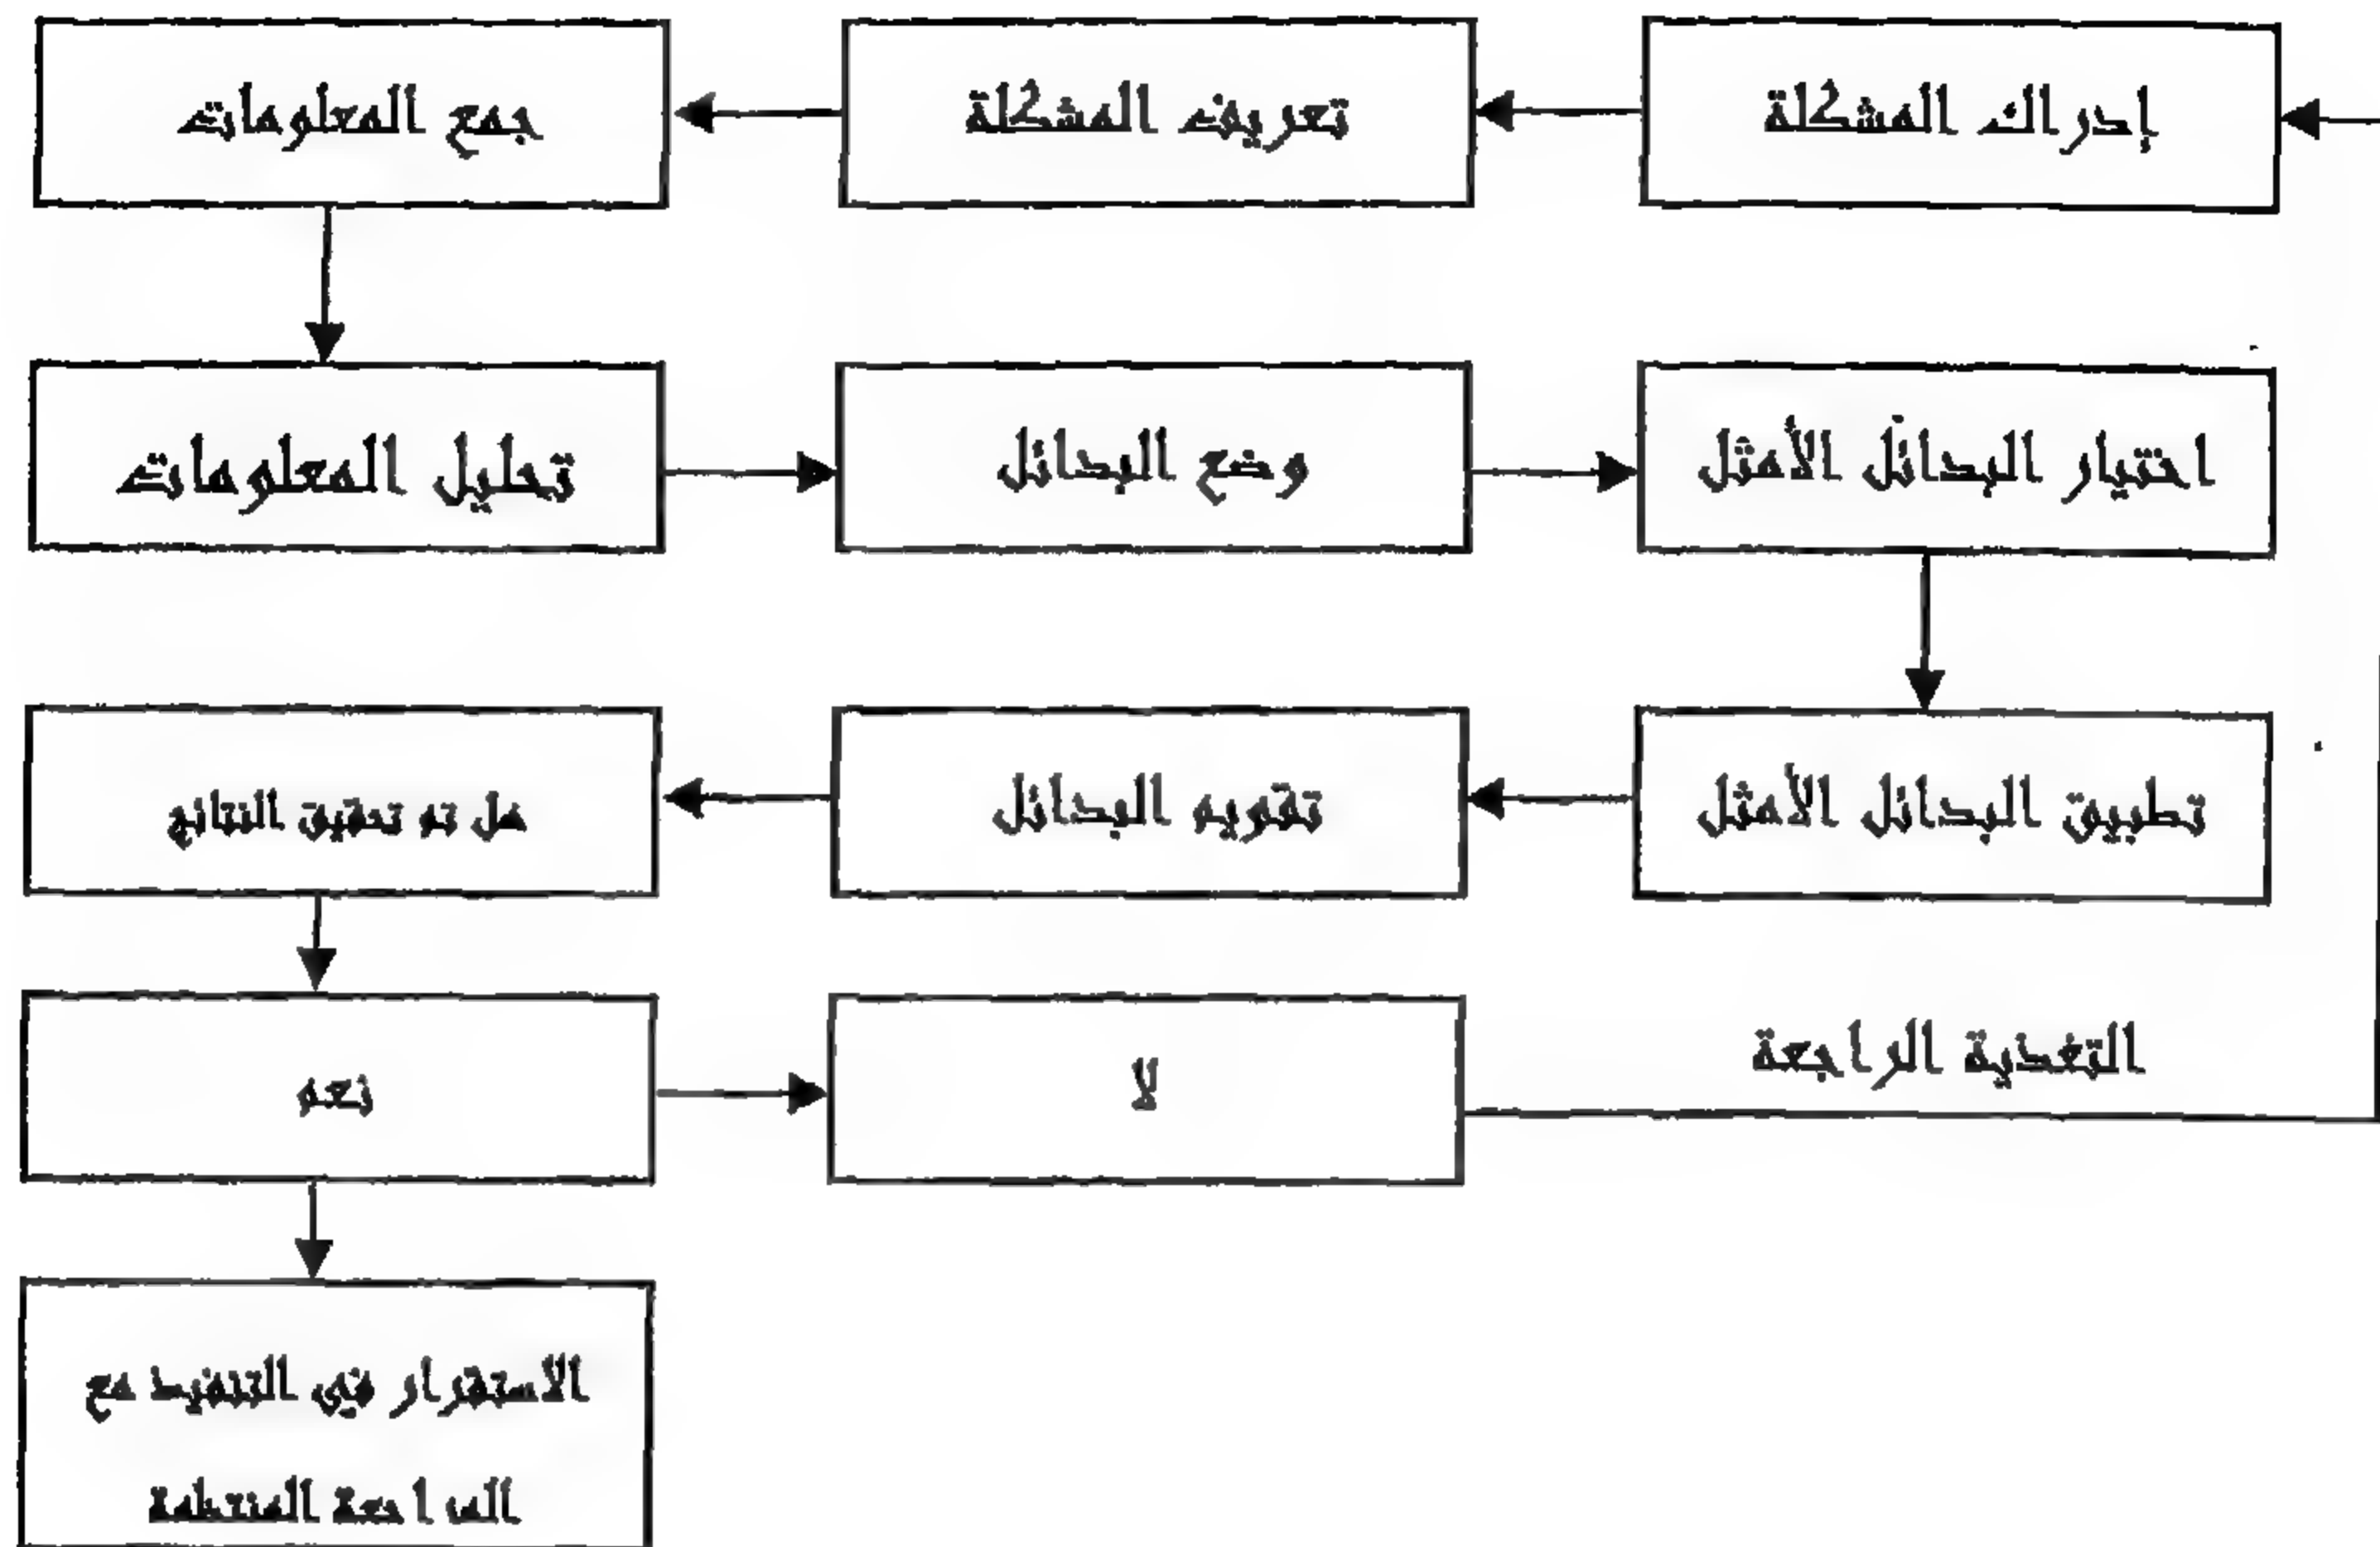 إدراك المشكلة
تعريف المشكلة
جمع المعلومات
تحليل المعلومات
وضع البدائل
اختيار البدائل الأمثل
تطبيق البدائل الأمثل
تقويم البدائل
هل تم تحقيق النتائج
نعم
لا
التغذية الراجعة
الاستقرار في التنفيذ مع
المراجعة المنتظمة